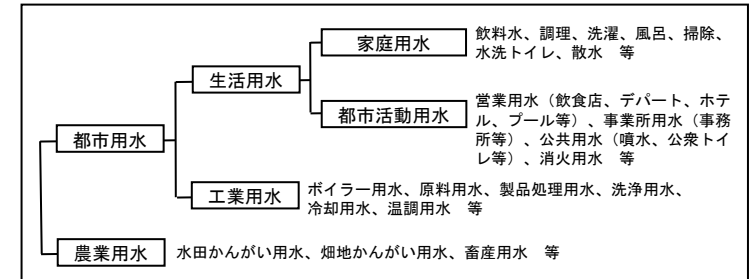 家庭用水
飲料水、調理、洗濯、風呂、掃除、
水洗トイレ、散水　等
生活用水
都市活動用水
営業用水（飲食店、デパート、ホテ
ル、プール等）、事業所用水（事務
所等）、公共用水（噴水、公衆トイ
レ等）、消火用水　等
都市用水
工業用水
ボイラー用水、原料用水、製品処理用水、洗浄用水、
冷却用水、温調用水　等
農業用水
水田かんがい用水、畑地かんがい用水、畜産用水　等